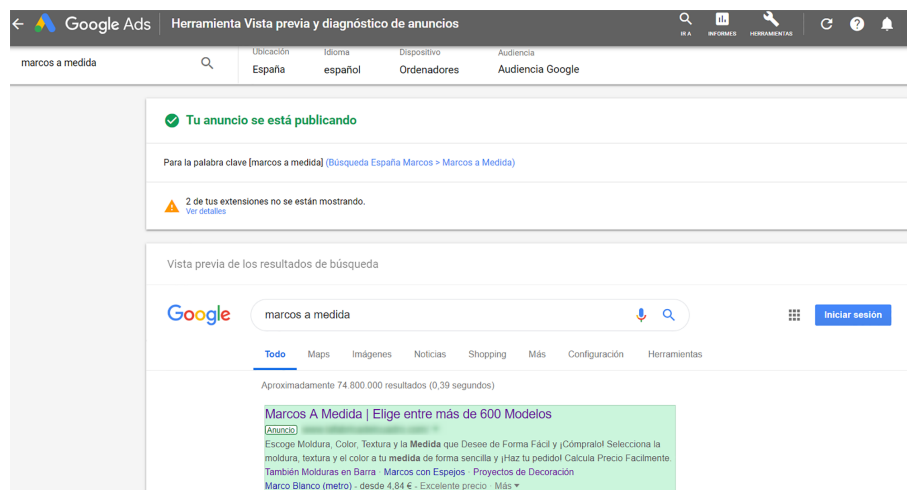 Google Ads Herramienta Vista previa y diagnóstico de anuncios
IR A INFORMES HERRAMIENTAS
marcos a medida
Ubicación Idioma Dispositivo Audiencia
España español Ordenadores Audiencia Google
Tu anuncio se está publicando
Para la palabra clave [marcos a medida] (Búsqueda España Marcos > Marcos a Medida)
2 de tus extensiones no se están mostrando.
Ver detalles
Vista previa de los resultados de búsqueda
Google marcos a medida Iniciar sesión
Todo Maps Imágenes Noticias Shopping Más Configuración Herramientas
Aproximadamente 74.800.000 resultados (0,39 segundos)
Marcos A Medida | Elige entre más de 600 Modelos
Anuncio
Escoge Moldura, Color, Textura y la Medida que Desee de Forma Fácil y ¡Compralo! Selecciona la
moldura, textura y el color a tu medida de forma sencilla y ¡Haz tu pedido! Calcula Precio Facilmente.
También Molduras en Barra · Marcos con Espejos · Proyectos de Decoración
Marco Blanco (metro) - desde 4,84 € - Excelente precio · Más ▾